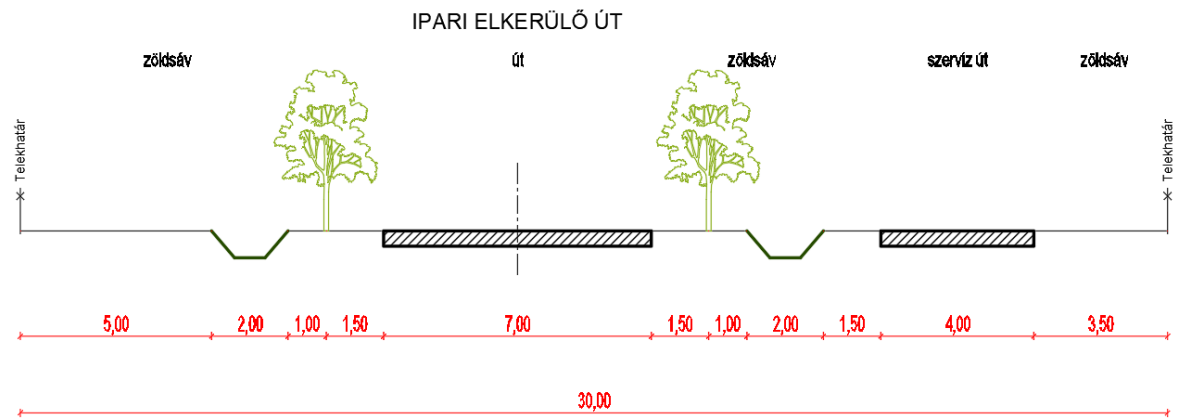 IPARI ELKERÜLŐ ÚT
zöldsáv út zöldsáv szerviz út zöldsáv
Telekhatár Telekhatár
5,00 2,00 1,00 1,50 7,00 1,50 1,00 2,00 1,50 4,00 3,50
30,00